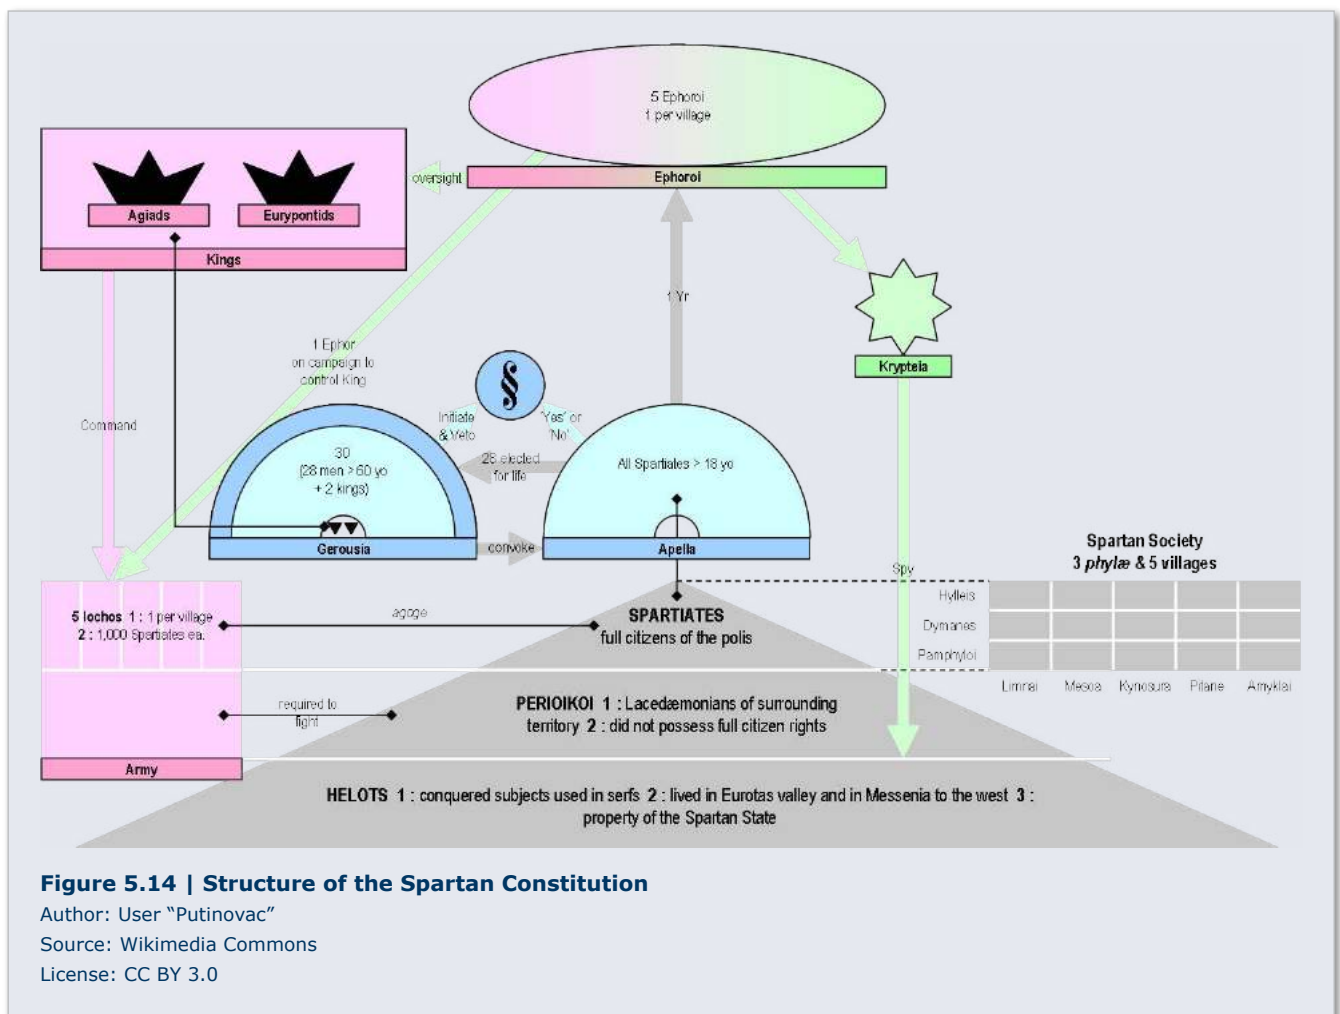 5 Ephoroi
1 per village
Ephoroi
oversight
Agiads
Eurypontids
Kings
1 Yr
1 Ephor
on campaign to
control King
Krypteia
§
Command
Initiate
& Veto
'Yes' or
'No'
30
(28 men > 60 yo
+ 2 kings)
28 elected
for life
All Spartiates > 18 yo
Gerousia
convoke
Apella
Spy
Spartan Society
3 phylæ & 5 villages
5 lochos 1 : 1 per village
2 : 1,000 Spartiates ea.
agoge
SPARTIATES
full citizens of the polis
Hylleis
Dymanes
Pamphyloi
Limnai Mesoa Kynosura Pitane Amyklai
required to
fight
PERIOIKOI 1 : Lacedæmonians of surrounding
territory 2 : did not possess full citizen rights
Army
HELOTS 1 : conquered subjects used in serfs 2 : lived in Eurotas valley and in Messenia to the west 3 :
property of the Spartan State
Figure 5.14 | Structure of the Spartan Constitution
Author: User “Putinovac”
Source: Wikimedia Commons
License: CC BY 3.0